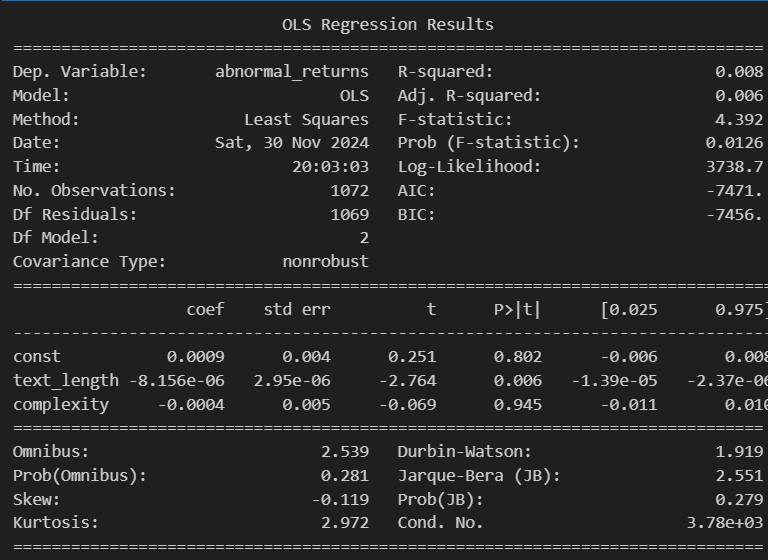 OLS Regression Results
==============================================================================
Dep. Variable: abnormal_returns R-squared: 0.008
Model: OLS Adj. R-squared: 0.006
Method: Least Squares F-statistic: 4.392
Date: Sat, 30 Nov 2024 Prob (F-statistic): 0.0126
Time: 20:03:03 Log-Likelihood: 3738.7
No. Observations: 1072 AIC: -7471.
Df Residuals: 1069 BIC: -7456.
Df Model: 2
Covariance Type: nonrobust
==============================================================================
coef std err t P>|t| [0.025 0.975]
------------------------------------------------------------------------------
const 0.0009 0.004 0.251 0.802 -0.006 0.008
text_length -8.156e-06 2.95e-06 -2.764 0.006 -1.39e-05 -2.37e-06
complexity -0.0004 0.005 -0.069 0.945 -0.011 0.010
==============================================================================
Omnibus: 2.539 Durbin-Watson: 1.919
Prob(Omnibus): 0.281 Jarque-Bera (JB): 2.551
Skew: -0.119 Prob(JB): 0.279
Kurtosis: 2.972 Cond. No. 3.78e+03
==============================================================================